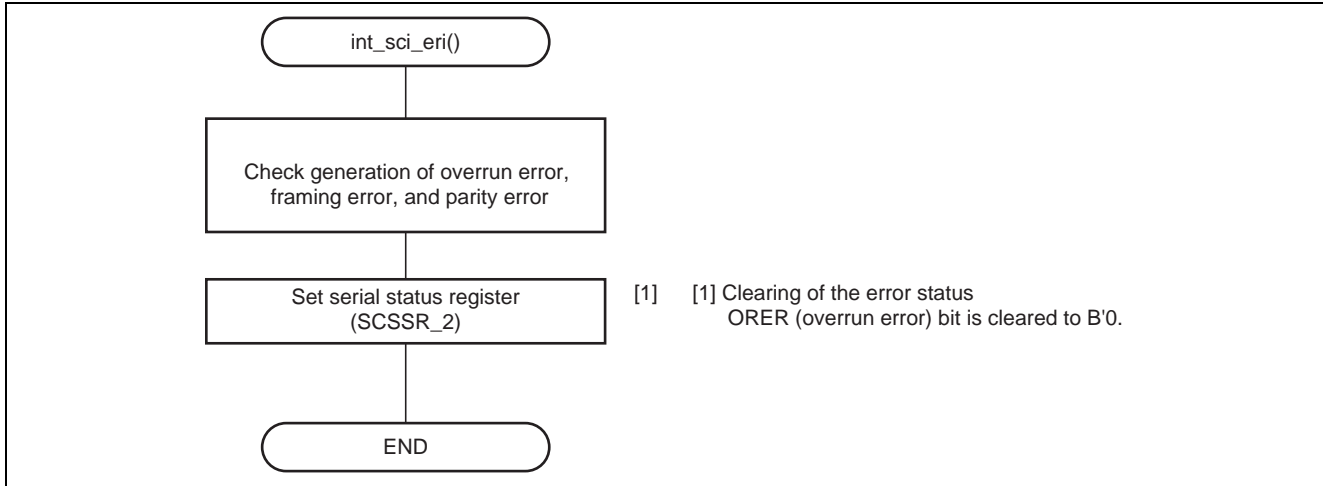 int_sci_eri()
Check generation of overrun error,
framing error, and parity error
Set serial status register
(SCSSR_2)
[1]
[1] Clearing of the error status
ORER (overrun error) bit is cleared to B'0.
END